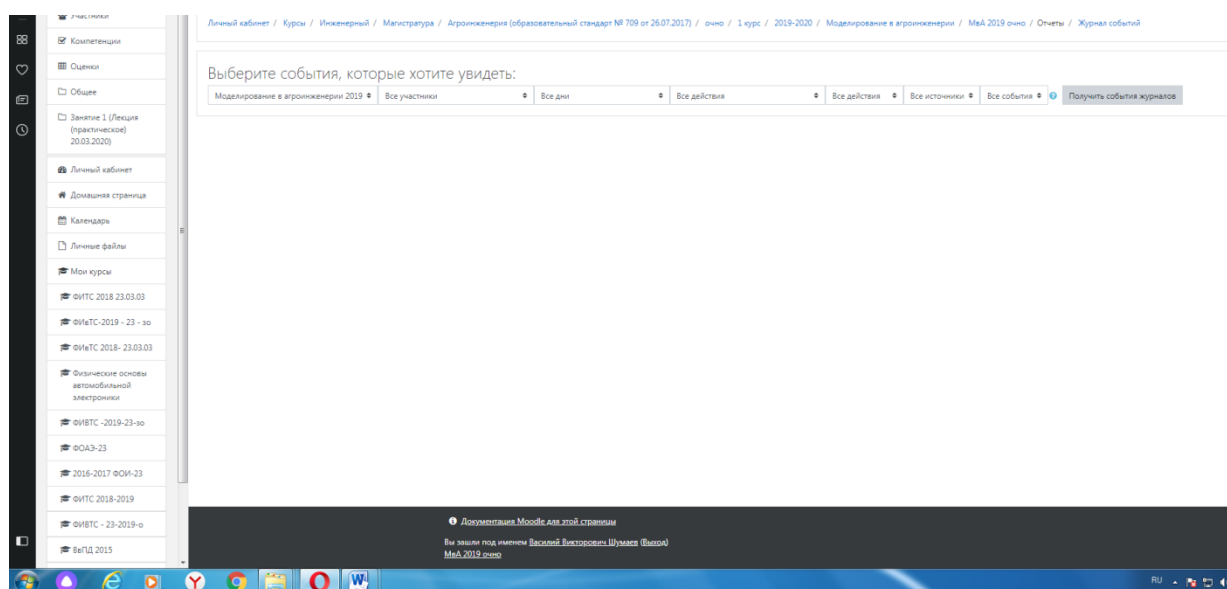 Участники
Компетенции
Оценки
Общее
Занятие 1 (Лекция
(практическое)
20.03.2020)
Личный кабинет
Домашняя страница
Календарь
Личные файлы
Мои курсы
ФИТС 2018 23.03.03
ФИвТС-2019 - 23 - зо
ФИвТС 2018- 23.03.03
Физические основы
автомобильной
электроники
ФИВТС -2019-23-зо
ФОАЭ-23
2016-2017 ФОИ-23
ФИТС 2018-2019
ФИВТС - 23-2019-о
ВвПД 2015
Личный кабинет / Курсы / Инженерный / Магистратура / Агроинженерия (образовательный стандарт № 709 от 26.07.2017) / очно / 1 курс / 2019-2020 / Моделирование в агроинженерии / МвА 2019 очно / Отчеты / Журнал событий
Выберите события, которые хотите увидеть:
Моделирование в агроинженерии 2019 Все участники Все дни Все действия Все действия Все источники Все события Получить события журналов
Документация Moodle для этой страницы
Вы зашли под именем Василий Викторович Шумаев (Выход)
МвА 2019 очно
RU